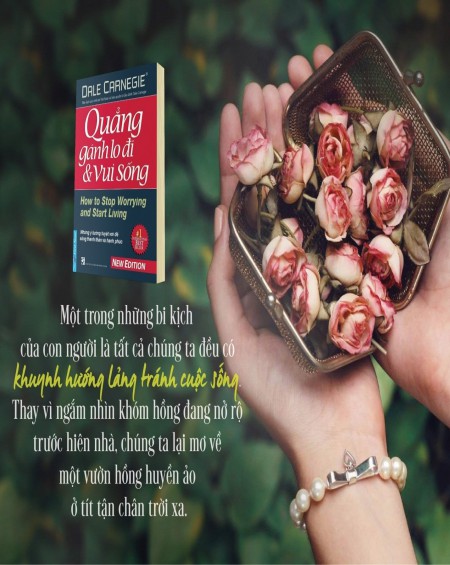 DALE CARNEGIE
Quẳng
gánh lo đi
& Vui Sống
How to Stop Worrying
and Start Living
#1
NEW EDITION
Một trong những bi kịch
của con người là tất cả chúng ta đều có
khuynh hướng lảng tránh cuộc sống.
Thay vì ngắm nhìn khóm hồng đang nở rộ
trước hiên nhà, chúng ta lại mơ về
một vườn hồng huyền ảo
ở tít tận chân trời xa.